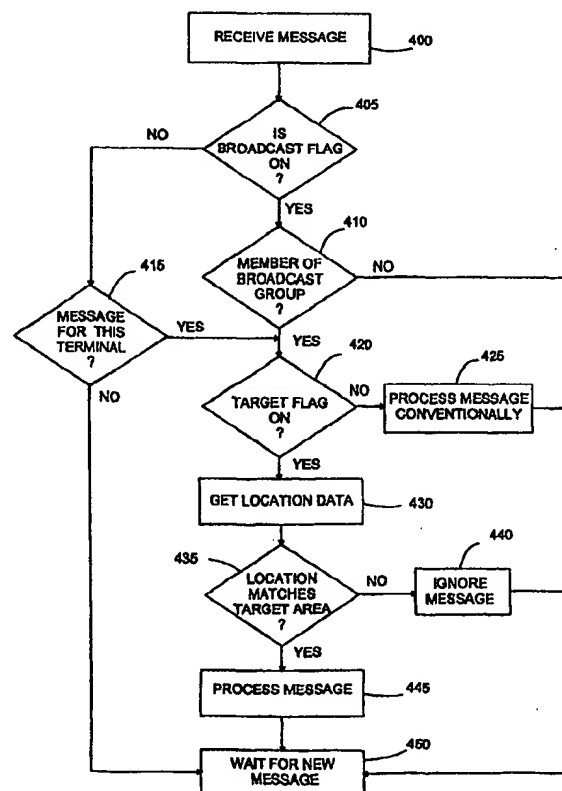 RECEIVE MESSAGE
400
405
NO
IS
BROADCAST FLAG
ON
?
YES
410
415
MEMBER OF
BROADCAST
GROUP
?
NO
MESSAGE
FOR THIS
TERMINAL
?
YES
YES
420
425
NO
TARGET FLAG
ON
?
NO
PROCESS MESSAGE
CONVENTIONALLY
YES
GET LOCATION DATA
430
435
440
LOCATION
MATCHES
TARGET AREA
?
NO
IGNORE
MESSAGE
YES
PROCESS MESSAGE
445
450
WAIT FOR NEW
MESSAGE